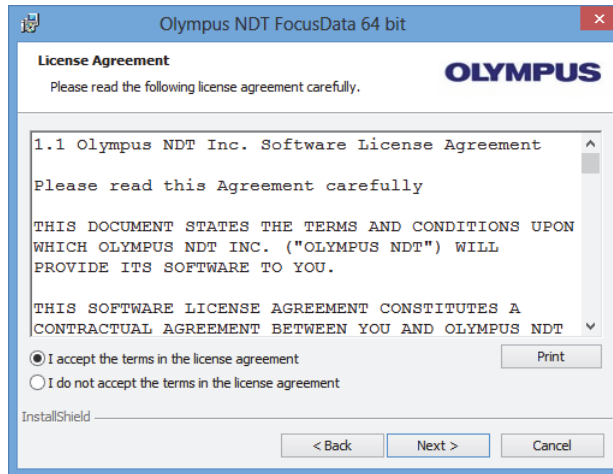 Olympus NDT FocusData 64 bit
License Agreement
Please read the following license agreement carefully.
OLYMPUS
1.1 Olympus NDT Inc. Software License Agreement
Please read this Agreement carefully
THIS DOCUMENT STATES THE TERMS AND CONDITIONS UPON
WHICH OLYMPUS NDT INC. ("OLYMPUS NDT") WILL
PROVIDE ITS SOFTWARE TO YOU.
THIS SOFTWARE LICENSE AGREEMENT CONSTITUTES A
CONTRACTUAL AGREEMENT BETWEEN YOU AND OLYMPUS NDT
I accept the terms in the license agreement
Print
I do not accept the terms in the license agreement
InstallShield
< Back
Next >
Cancel